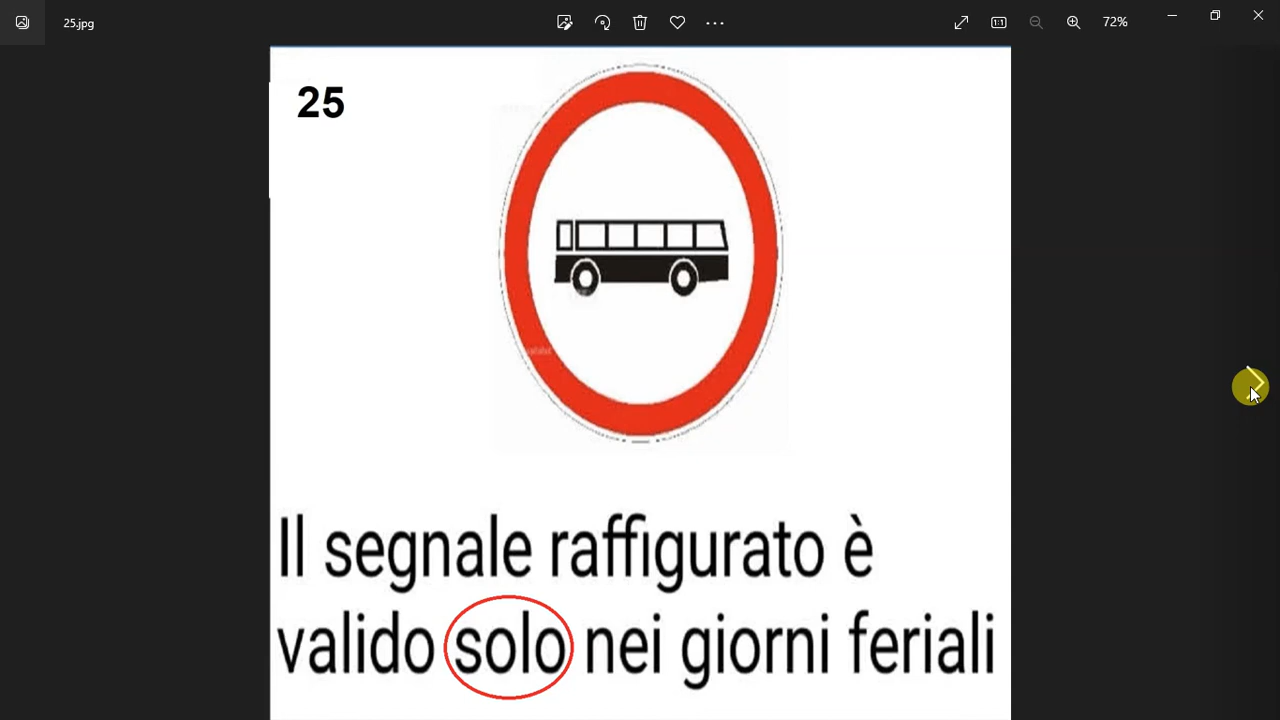 25.jpg
72%
25
Il segnale raffigurato è
valido solo nei giorni feriali